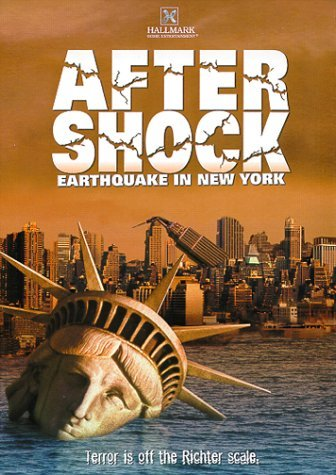 HALLMARK
HOME ENTERTAINMENT
AFTER
SHOCK
EARTHQUAKE IN NEW YORK
Terror is off the Richter scale.